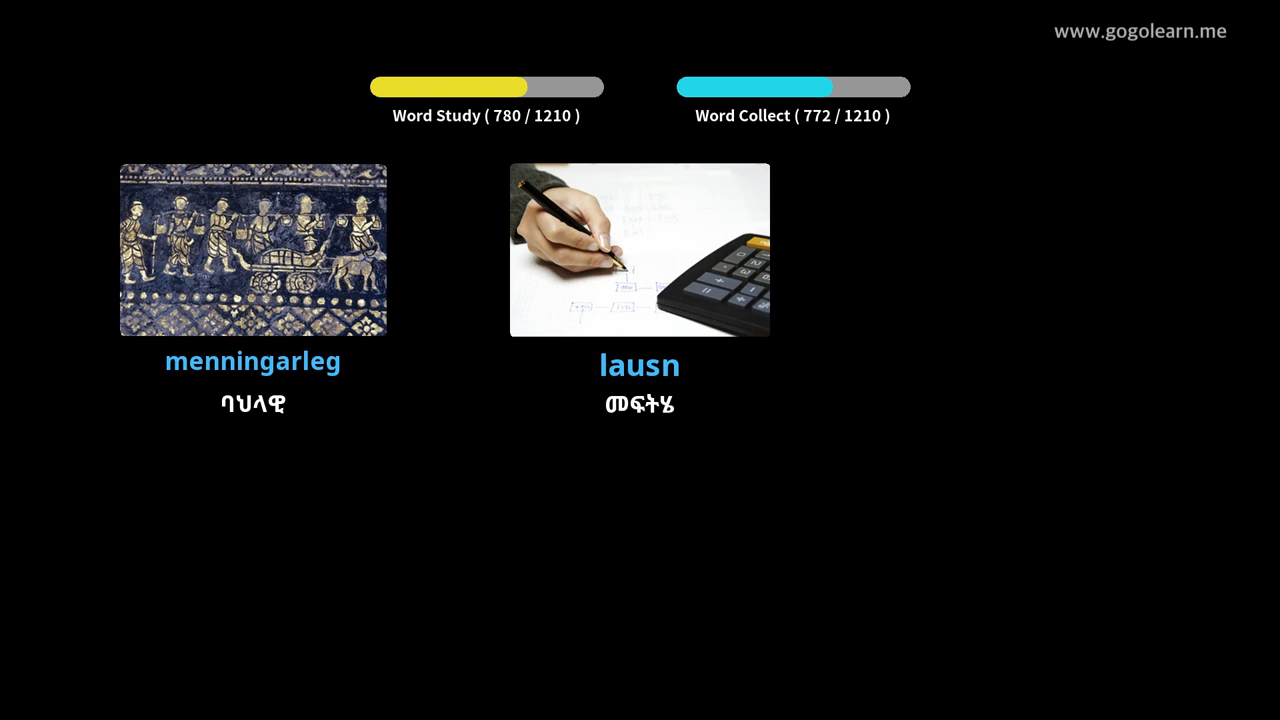 www.gogolearn.me
Word Study ( 780 / 1210 )
Word Collect ( 772 / 1210 )
menningarleg
ባህላዊ
lausn
መፍትሄ